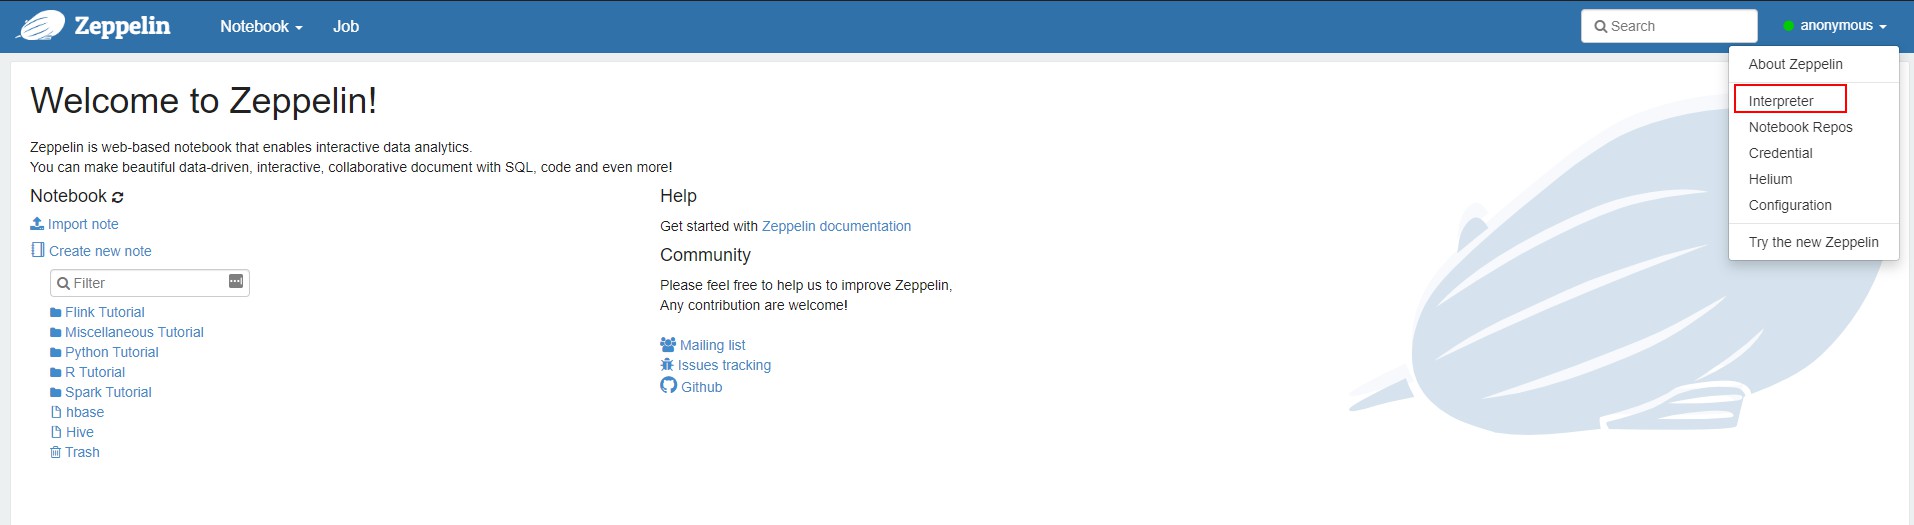 Zeppelin
Notebook
Job
Search
anonymous
About Zeppelin
Interpreter
Notebook Repos
Credential
Helium
Configuration
Try the new Zeppelin
Welcome to Zeppelin!
Zeppelin is web-based notebook that enables interactive data analytics.
You can make beautiful data-driven, interactive, collaborative document with SQL, code and even more!
Notebook
Import note
Create new note
Filter
Flink Tutorial
Miscellaneous Tutorial
Python Tutorial
R Tutorial
Spark Tutorial
hbase
Hive
Trash
Help
Get started with Zeppelin documentation
Community
Please feel free to help us to improve Zeppelin,
Any contribution are welcome!
Mailing list
Issues tracking
Github